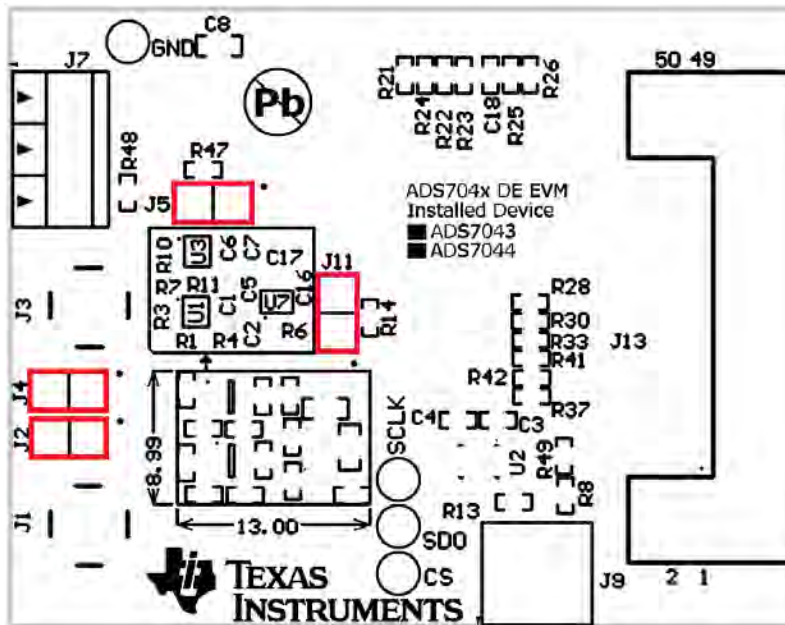 C8
GND
J7
50 49
Pb
R21
R24
R22
R23
C18
R25
R26
R48
R47
J5
ADS704x DE EVM
Installed Device
ADS7043
ADS7044
R10
U3
C6
C7
C17
J11
R7
R11
C5
C16
R3
C1
U7
R14
R1
R4
C2
R6
J3
R28
R30
R33
R41
J13
R42
R37
J4
J2
8.99
C4
C3
SCLK
U2
R49
R13
R8
J1
13.00
SDO
CS
J9
2 1
TEXAS
INSTRUMENTS